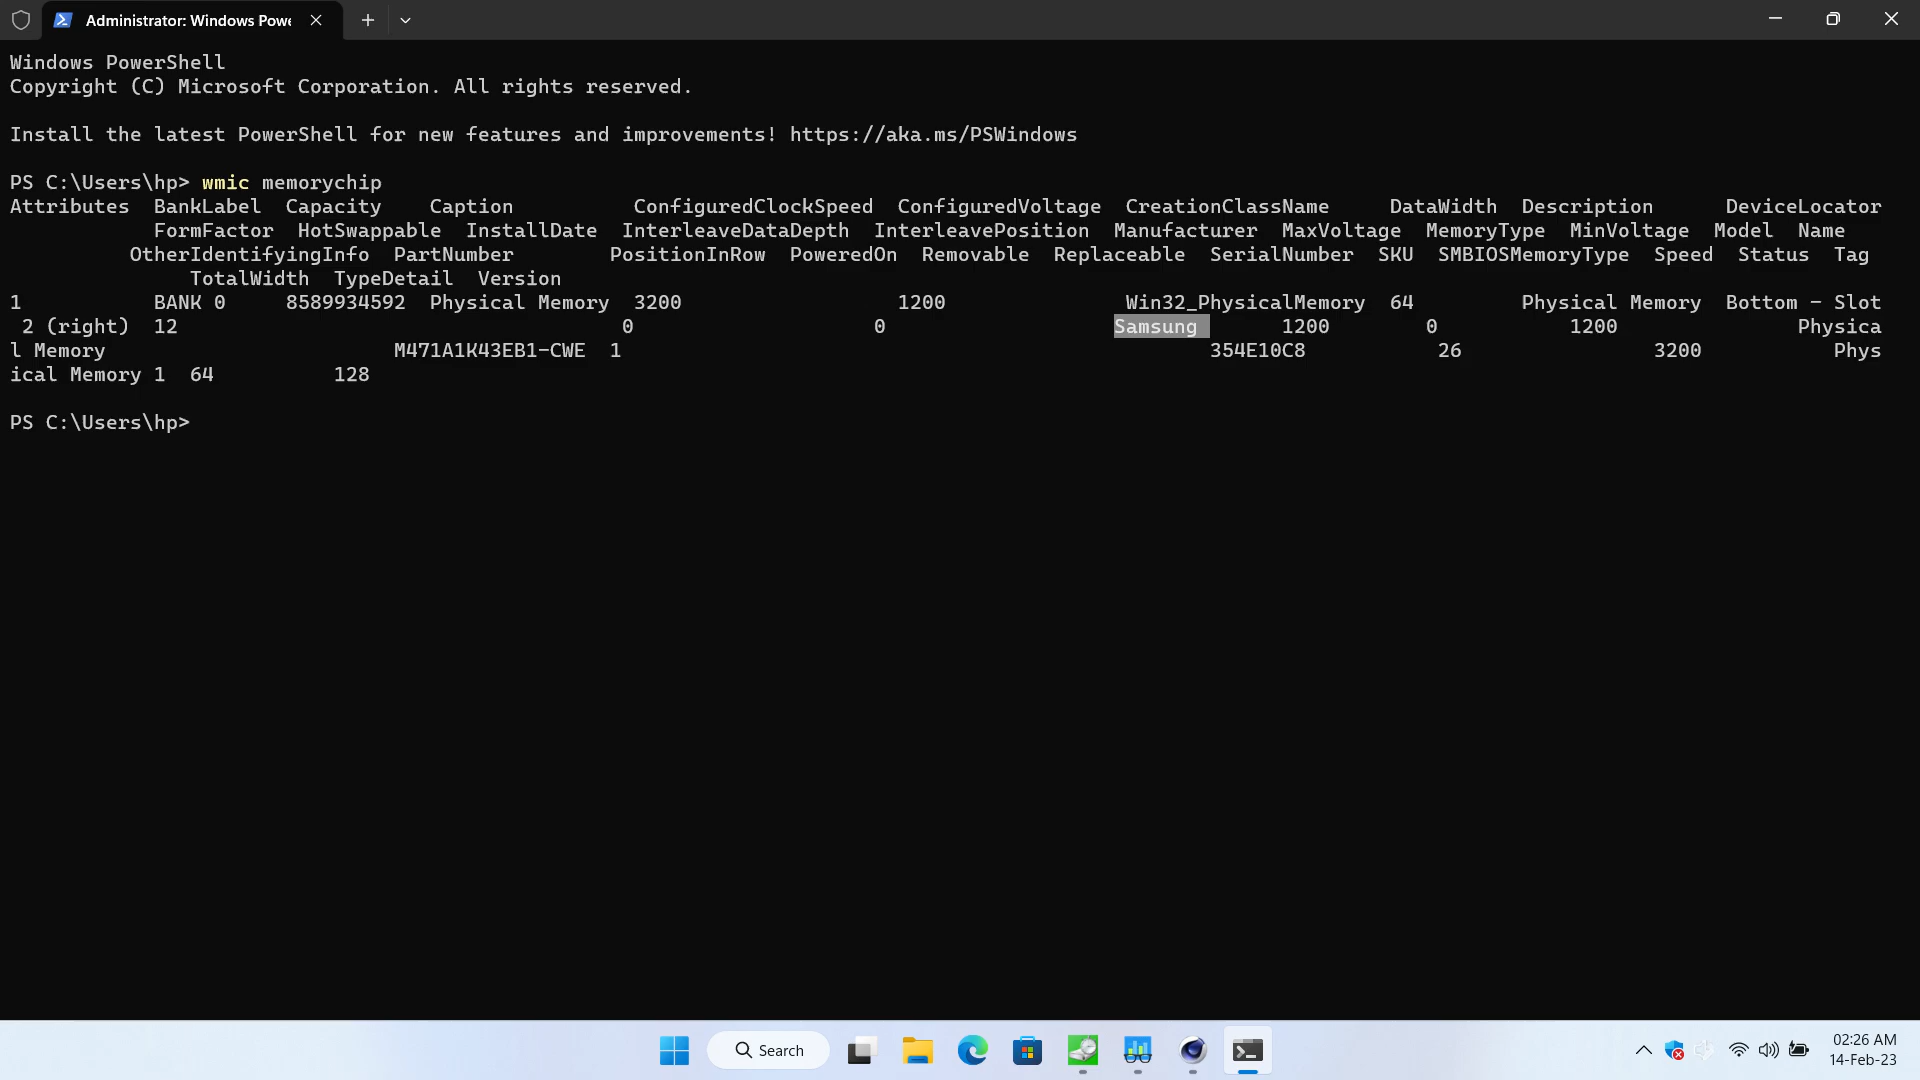 Administrator: Windows Powe
Windows PowerShell
Copyright (C) Microsoft Corporation. All rights reserved.
Install the latest PowerShell for new features and improvements! https://aka.ms/PSWindows
PS C:\Users\hp> wmic memorychip
Attributes  BankLabel  Capacity    Caption          ConfiguredClockSpeed  ConfiguredVoltage  CreationClassName     DataWidth  Description      DeviceLocator
FormFactor  HotSwappable  InstallDate  InterleaveDataDepth  InterleavePosition  Manufacturer  MaxVoltage  MemoryType  MinVoltage  Model  Name
OtherIdentifyingInfo  PartNumber        PositionInRow  PoweredOn  Removable  Replaceable  SerialNumber  SKU  SMBIOSMemoryType  Speed  Status  Tag
TotalWidth  TypeDetail  Version
1           BANK 0     8589934592  Physical Memory  3200                  1200               Win32_PhysicalMemory  64         Physical Memory  Bottom - Slot
2 (right)  12                                     0                    0                   Samsung       1200        0           1200               Physica
l Memory                        M471A1K43EB1-CWE  1                                                 354E10C8           26                3200           Phys
ical Memory 1  64          128
PS C:\Users\hp>
Search
02:26 AM
14-Feb-23